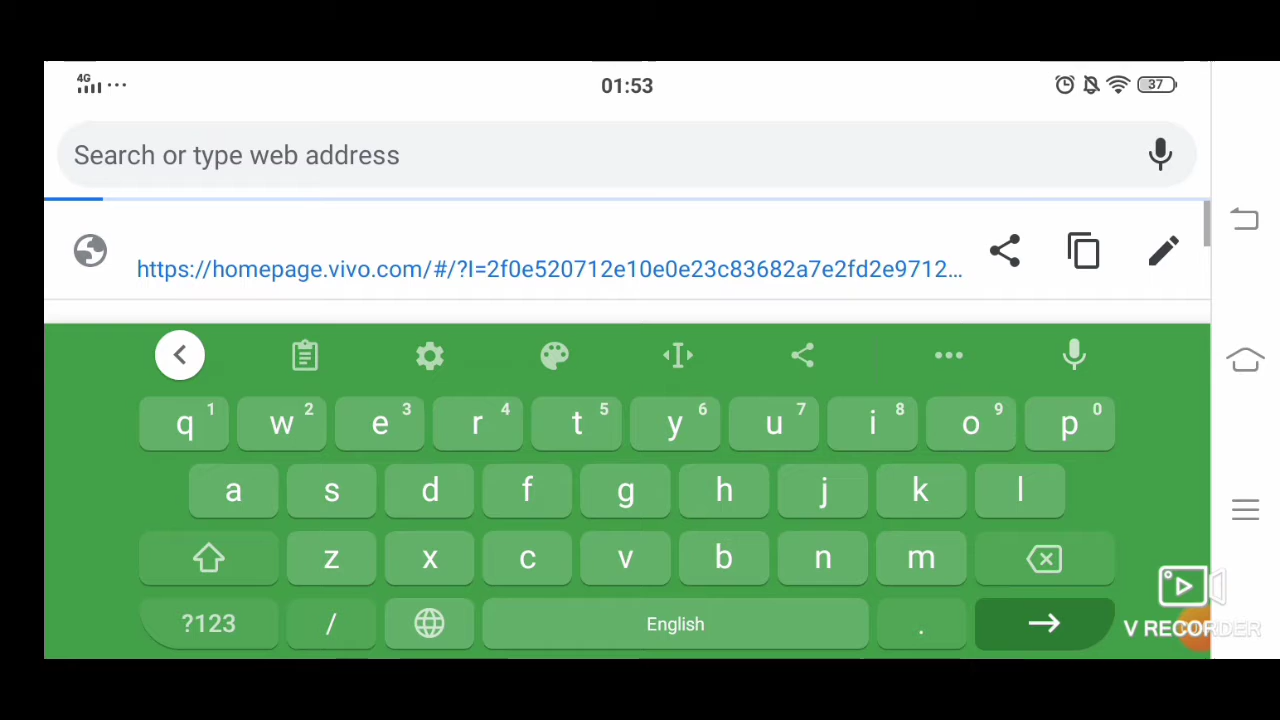 4G
01:53
37
Search or type web address
https://homepage.vivo.com/#/?I=2f0e520712e10e0e23c83682a7e2fd2e9712…
q 1 w 2 e 3 r 4 t 5 y 6 u 7 i 8 o 9 p 0
a s d f g h j k l
z x c v b n m
?123 / English .
V RECORDER